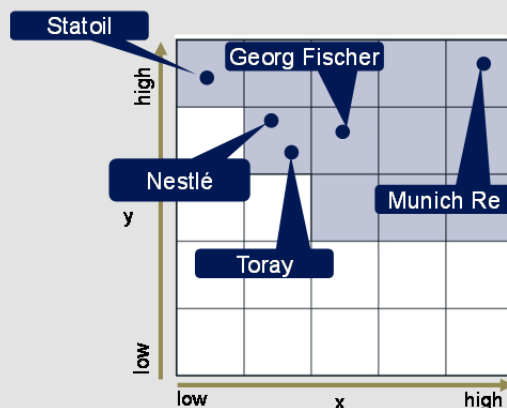 Statoil
Georg Fischer
high
Nestlé
Munich Re
y
Toray
low
low
x
high